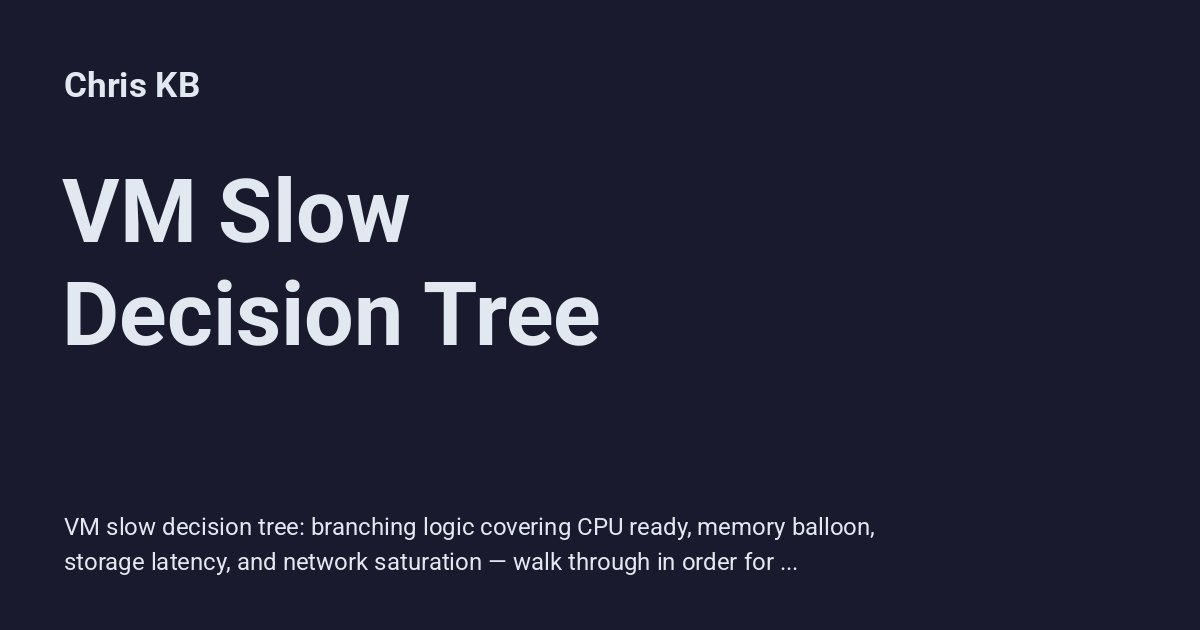 Chris KB
VM Slow
Decision Tree
VM slow decision tree: branching logic covering CPU ready, memory balloon,
storage latency, and network saturation — walk through in order for ...